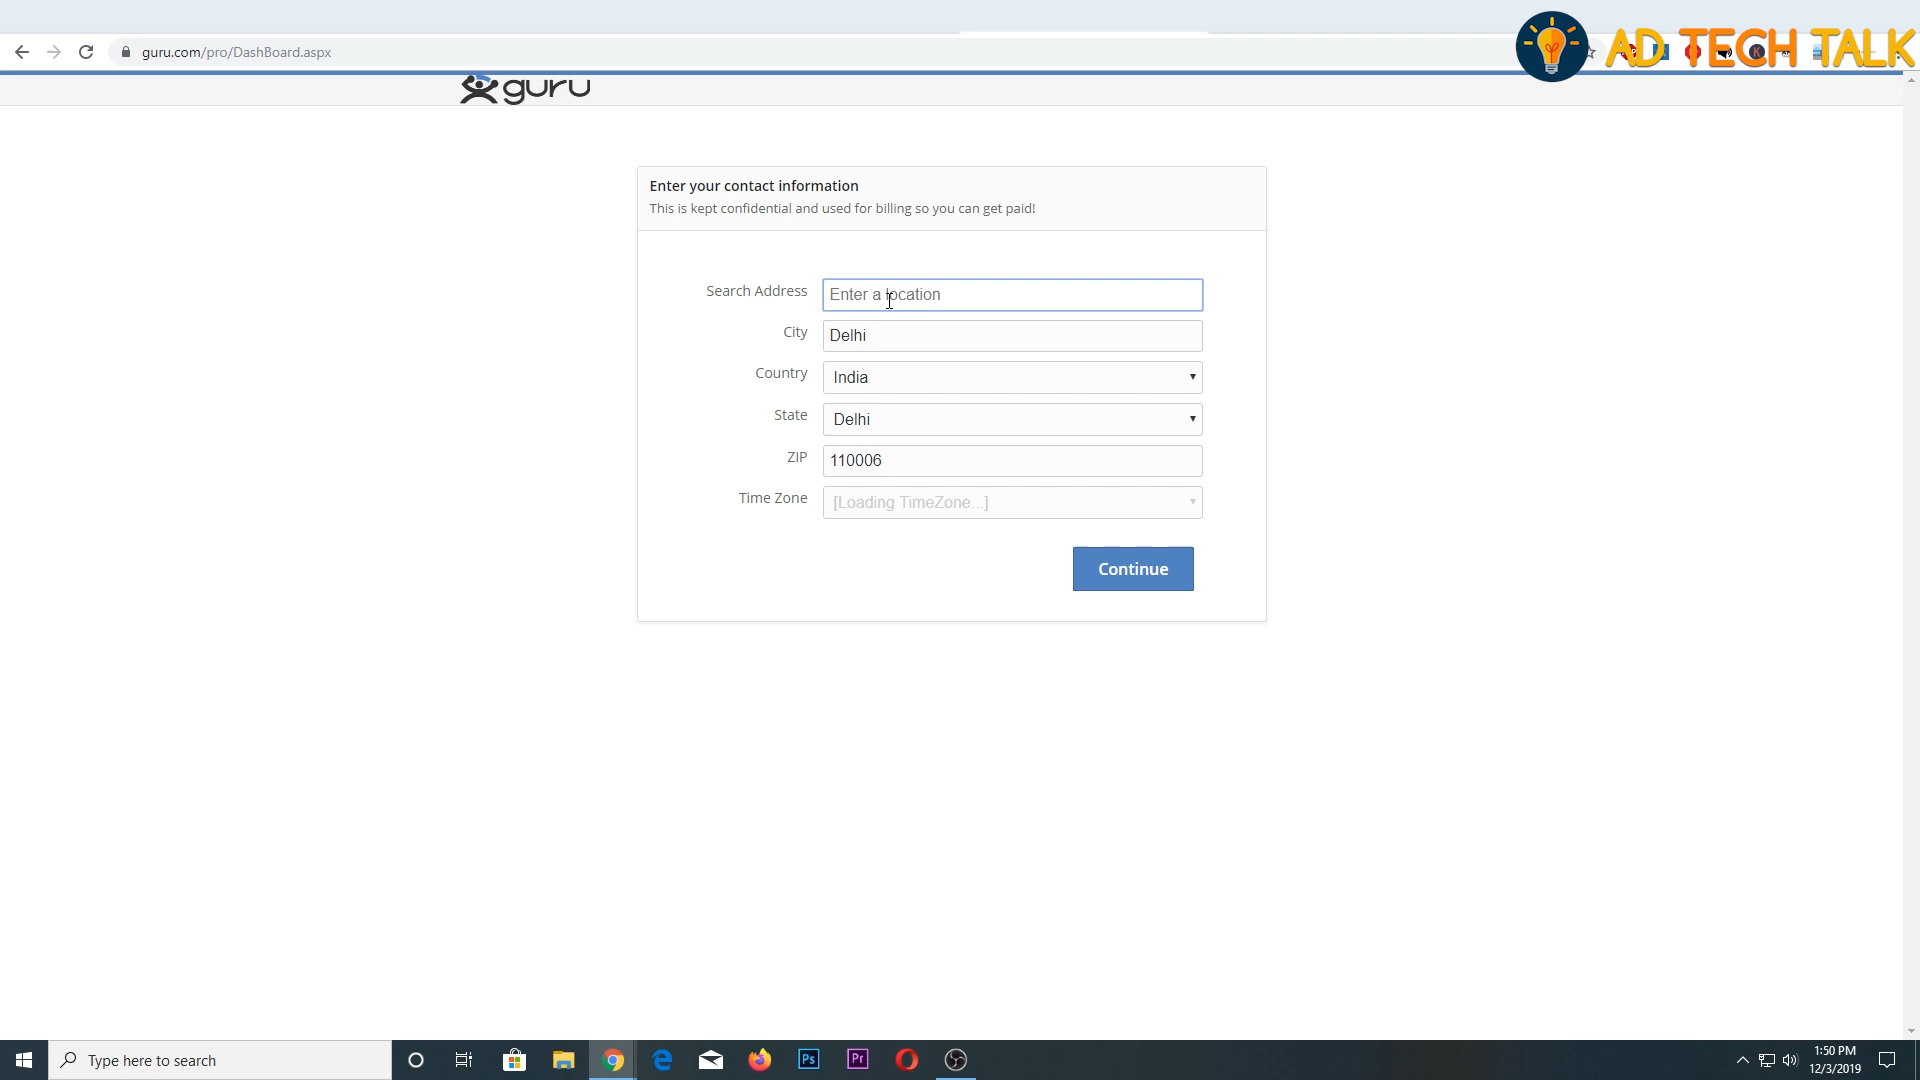 guru.com/pro/DashBoard.aspx
AD TECH TALK
guru
Enter your contact information
This is kept confidential and used for billing so you can get paid!
Search Address
Enter a location
City
Delhi
Country
India
State
Delhi
ZIP
110006
Time Zone
[Loading TimeZone...]
Continue
Type here to search
Ps
Pr
1:50 PM
12/3/2019